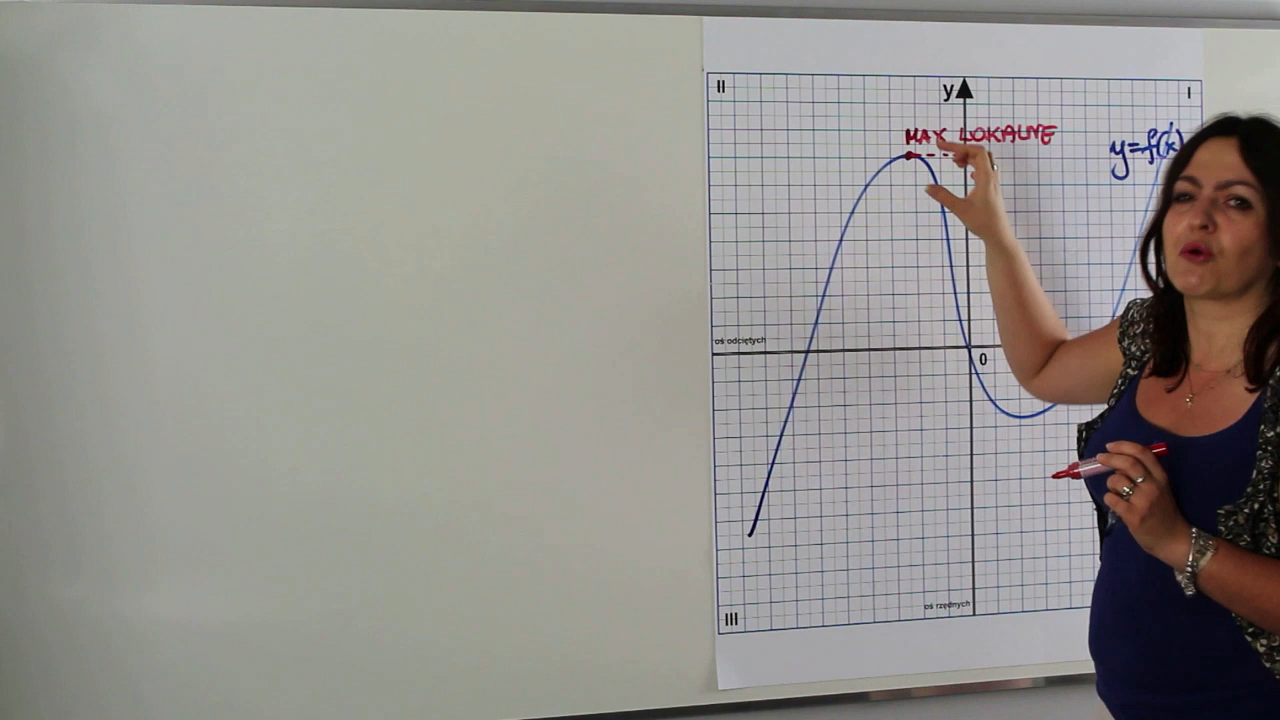 II
y
I
MAX LOKALNE
y=f(x)
oś odciętych
0
oś rzędnych
III